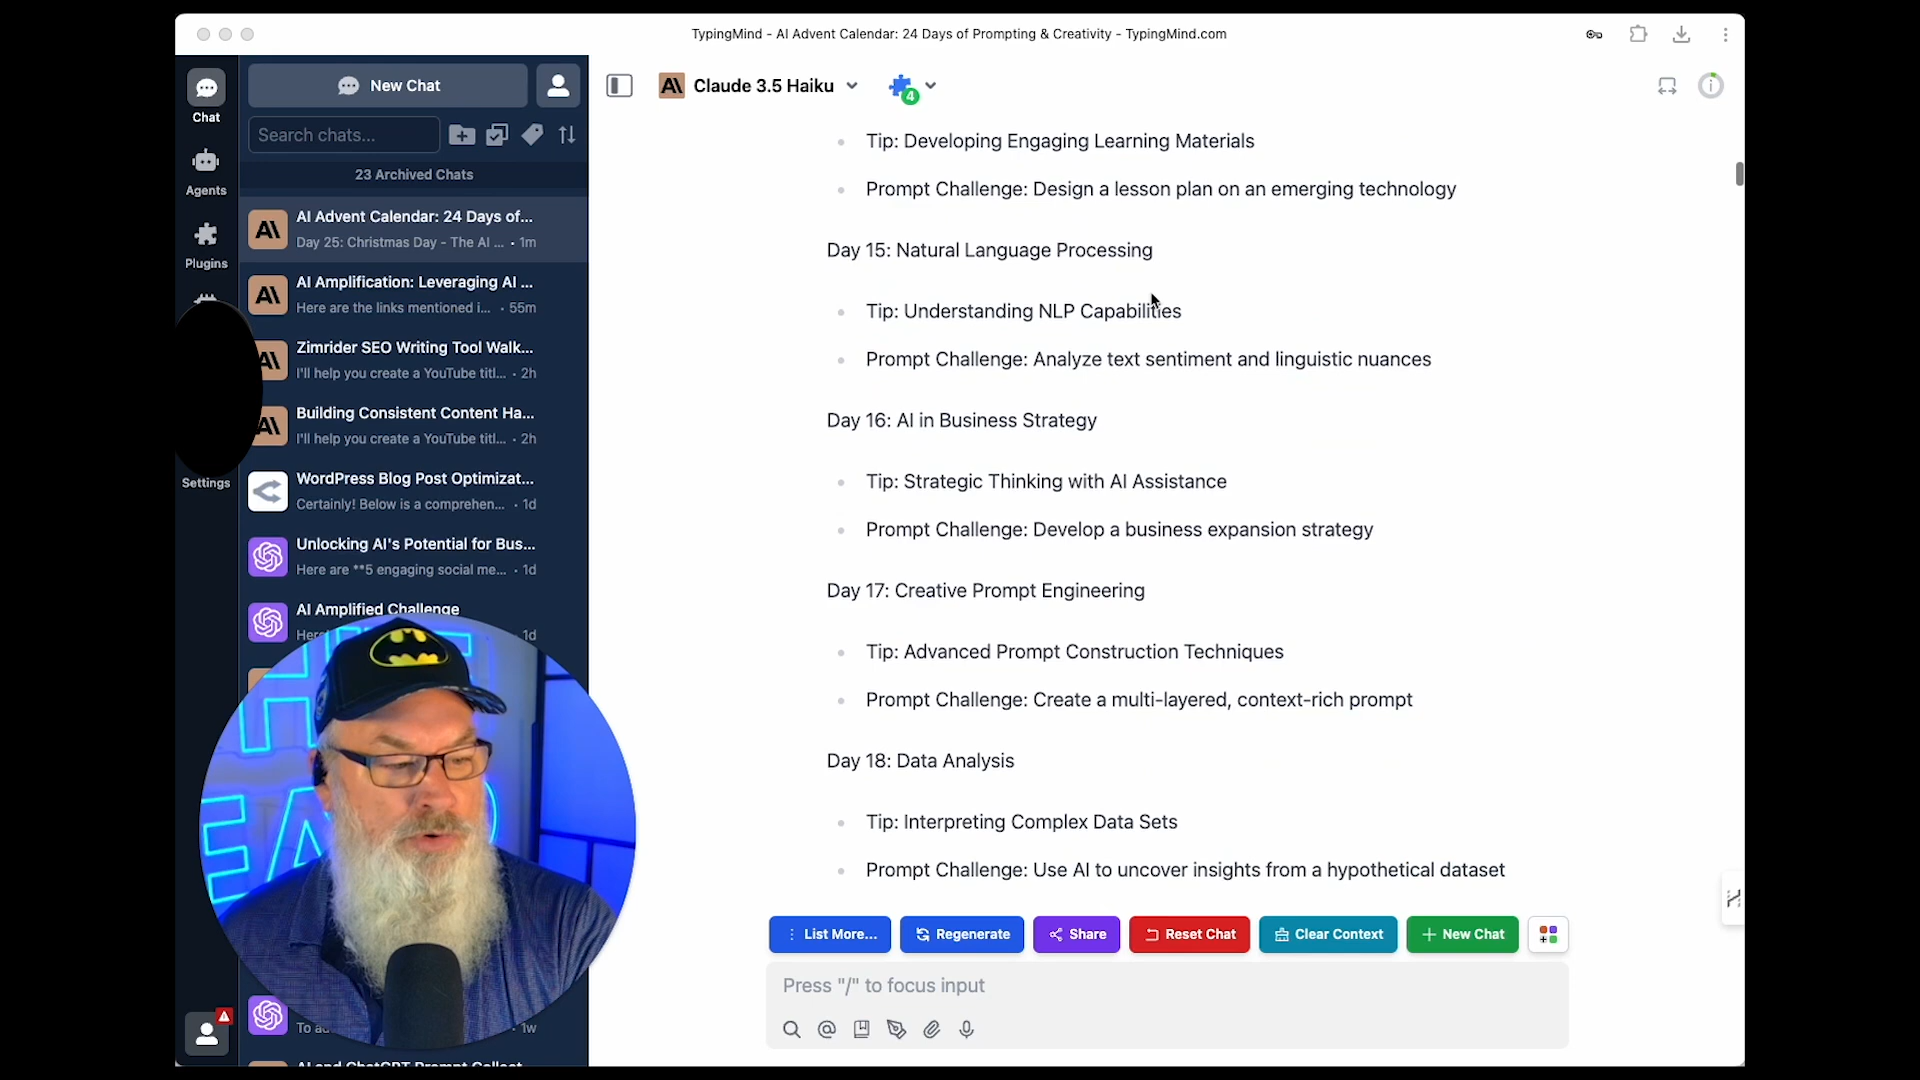 TypingMind - AI Advent Calendar: 24 Days of Prompting & Creativity - TypingMind.com
Chat
Agents
Plugins
Settings
New Chat
Search chats...
23 Archived Chats
AI Advent Calendar: 24 Days of...
Day 25: Christmas Day - The AI ... • 1m
AI Amplification: Leveraging AI ...
Here are the links mentioned i... • 55m
Zimrider SEO Writing Tool Walk...
I'll help you create a YouTube titl... • 2h
Building Consistent Content Ha...
I'll help you create a YouTube titl... • 2h
WordPress Blog Post Optimizat...
Certainly! Below is a comprehen... • 1d
Unlocking AI's Potential for Bus...
Here are **5 engaging social me... • 1d
AI Amplified Challenge
1d
1w
AI and ChatGPT Prompt Collect
Claude 3.5 Haiku
4
Tip: Developing Engaging Learning Materials
Prompt Challenge: Design a lesson plan on an emerging technology
Day 15: Natural Language Processing
Tip: Understanding NLP Capabilities
Prompt Challenge: Analyze text sentiment and linguistic nuances
Day 16: AI in Business Strategy
Tip: Strategic Thinking with AI Assistance
Prompt Challenge: Develop a business expansion strategy
Day 17: Creative Prompt Engineering
Tip: Advanced Prompt Construction Techniques
Prompt Challenge: Create a multi-layered, context-rich prompt
Day 18: Data Analysis
Tip: Interpreting Complex Data Sets
Prompt Challenge: Use AI to uncover insights from a hypothetical dataset
List More...
Regenerate
Share
Reset Chat
Clear Context
New Chat
Press "/" to focus input